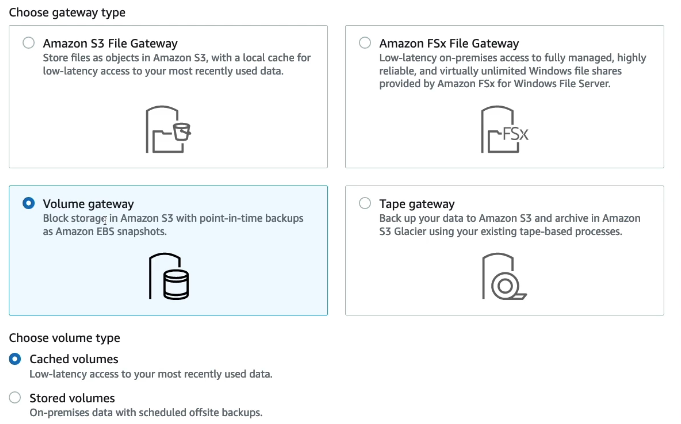 Choose gateway type
Amazon S3 File Gateway
Store files as objects in Amazon S3, with a local cache for
low-latency access to your most recently used data.
Amazon FSx File Gateway
Low-latency on-premises access to fully managed, highly
reliable, and virtually unlimited Windows file shares
provided by Amazon FSx for Windows File Server.
FSx
Volume gateway
Block storage in Amazon S3 with point-in-time backups
as Amazon EBS snapshots.
Tape gateway
Back up your data to Amazon S3 and archive in Amazon
S3 Glacier using your existing tape-based processes.
Choose volume type
Cached volumes
Low-latency access to your most recently used data.
Stored volumes
On-premises data with scheduled offsite backups.